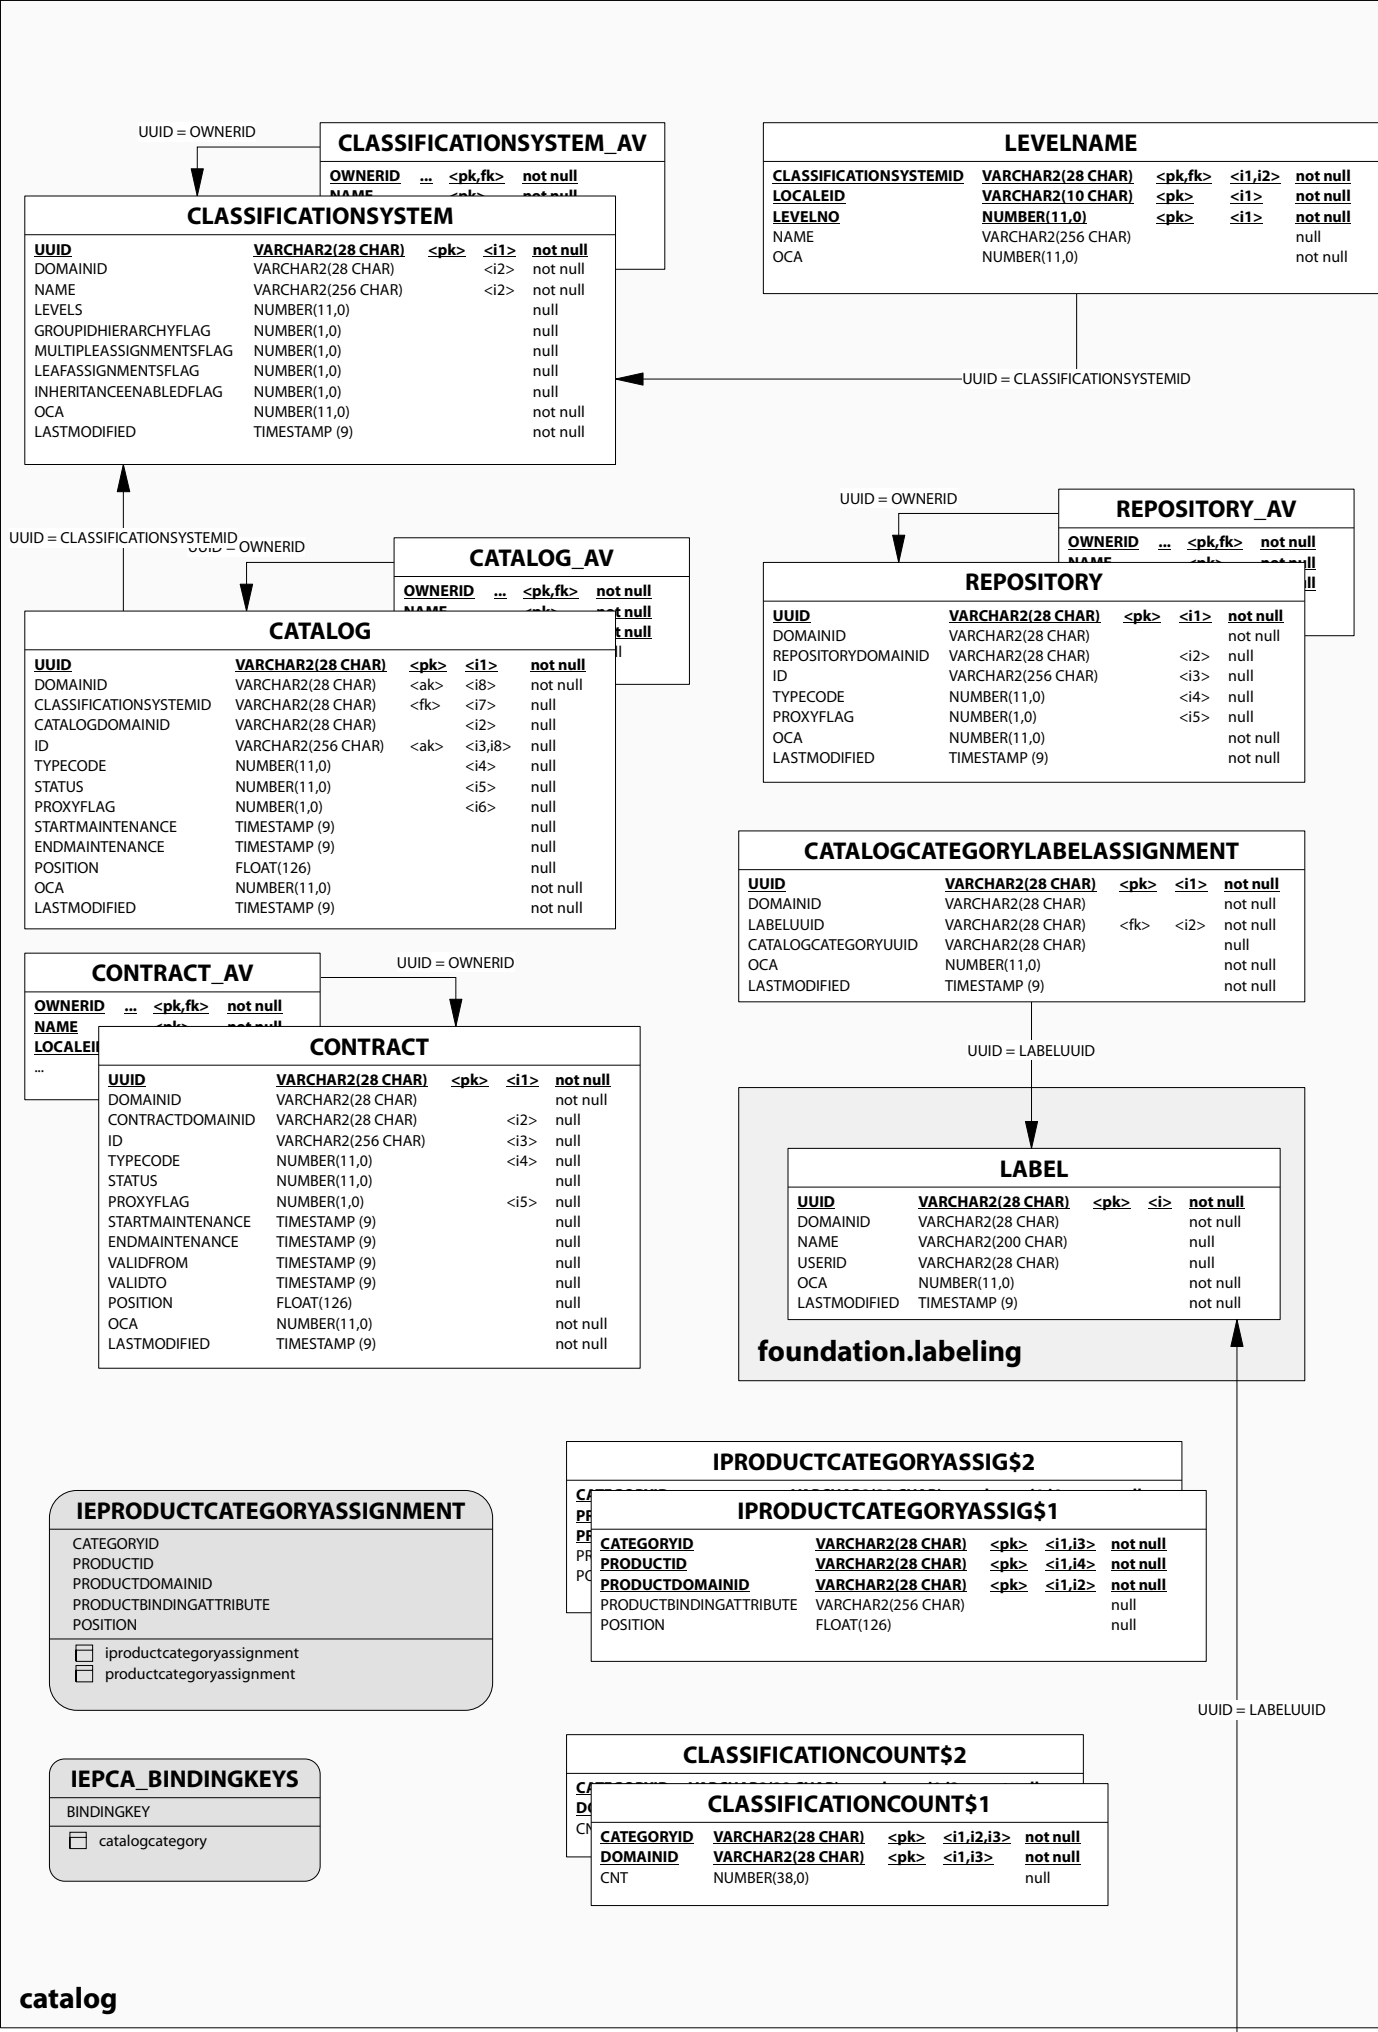 UUID = OWNERID
CLASSIFICATIONSYSTEM_AV
OWNERID ... <pk,fk> not null
CLASSIFICATIONSYSTEM
UUID VARCHAR2(28 CHAR) <pk> <i1> not null
DOMAINID VARCHAR2(28 CHAR) <i2> not null
NAME VARCHAR2(256 CHAR) <i2> not null
LEVELS NUMBER(11,0) null
GROUPIDHIERARCHYFLAG NUMBER(1,0) null
MULTIPLEASSIGNMENTSFLAG NUMBER(1,0) null
LEAFASSIGNMENTSFLAG NUMBER(1,0) null
INHERITANCEENABLEDFLAG NUMBER(1,0) null
OCA NUMBER(11,0) not null
LASTMODIFIED TIMESTAMP (9) not null
LEVELNAME
CLASSIFICATIONSYSTEMID VARCHAR2(28 CHAR) <pk,fk> <i1,i2> not null
LOCALEID VARCHAR2(10 CHAR) <pk> <i1> not null
LEVELNO NUMBER(11,0) <pk> <i1> not null
NAME VARCHAR2(256 CHAR) null
OCA NUMBER(11,0) not null
UUID = CLASSIFICATIONSYSTEMID
UUID = CLASSIFICATIONSYSTEMID
UUID = OWNERID
CATALOG_AV
OWNERID ... <pk,fk> not null
CATALOG
UUID VARCHAR2(28 CHAR) <pk> <i1> not null
DOMAINID VARCHAR2(28 CHAR) <ak> <i8> not null
CLASSIFICATIONSYSTEMID VARCHAR2(28 CHAR) <fk> <i7> null
CATALOGDOMAINID VARCHAR2(28 CHAR) <i2> null
ID VARCHAR2(256 CHAR) <ak> <i3,i8> null
TYPECODE NUMBER(11,0) <i4> null
STATUS NUMBER(11,0) <i5> null
PROXYFLAG NUMBER(1,0) <i6> null
STARTMAINTENANCE TIMESTAMP (9) null
ENDMAINTENANCE TIMESTAMP (9) null
POSITION FLOAT(126) null
OCA NUMBER(11,0) not null
LASTMODIFIED TIMESTAMP (9) not null
UUID = OWNERID
REPOSITORY_AV
OWNERID ... <pk,fk> not null
REPOSITORY
UUID VARCHAR2(28 CHAR) <pk> <i1> not null
DOMAINID VARCHAR2(28 CHAR) not null
REPOSITORYDOMAINID VARCHAR2(28 CHAR) <i2> null
ID VARCHAR2(256 CHAR) <i3> null
TYPECODE NUMBER(11,0) <i4> null
PROXYFLAG NUMBER(1,0) <i5> null
OCA NUMBER(11,0) not null
LASTMODIFIED TIMESTAMP (9) not null
CATALOGCATEGORYLABELASSIGNMENT
UUID VARCHAR2(28 CHAR) <pk> <i1> not null
DOMAINID VARCHAR2(28 CHAR) not null
LABELUUID VARCHAR2(28 CHAR) <fk> <i2> not null
CATALOGCATEGORYUUID VARCHAR2(28 CHAR) null
OCA NUMBER(11,0) not null
LASTMODIFIED TIMESTAMP (9) not null
CONTRACT_AV
OWNERID ... <pk,fk> not null
NAME
...
UUID = OWNERID
CONTRACT
UUID VARCHAR2(28 CHAR) <pk> <i1> not null
DOMAINID VARCHAR2(28 CHAR) not null
CONTRACTDOMAINID VARCHAR2(28 CHAR) <i2> null
ID VARCHAR2(256 CHAR) <i3> null
TYPECODE NUMBER(11,0) <i4> null
STATUS NUMBER(11,0) null
PROXYFLAG NUMBER(1,0) <i5> null
STARTMAINTENANCE TIMESTAMP (9) null
ENDMAINTENANCE TIMESTAMP (9) null
VALIDFROM TIMESTAMP (9) null
VALIDTO TIMESTAMP (9) null
POSITION FLOAT(126) null
OCA NUMBER(11,0) not null
LASTMODIFIED TIMESTAMP (9) not null
UUID = LABELUUID
LABEL
UUID VARCHAR2(28 CHAR) <pk> <i> not null
DOMAINID VARCHAR2(28 CHAR) not null
NAME VARCHAR2(200 CHAR) null
USERID VARCHAR2(28 CHAR) null
OCA NUMBER(11,0) not null
LASTMODIFIED TIMESTAMP (9) not null
foundation.labeling
IEPRODUCTCATEGORYASSIGNMENT
CATEGORYID
PRODUCTID
PRODUCTDOMAINID
PRODUCTBINDINGATTRIBUTE
POSITION
iproductcategoryassignment
productcategoryassignment
IPRODUCTCATEGORYASSIG$2
IPRODUCTCATEGORYASSIG$1
CATEGORYID VARCHAR2(28 CHAR) <pk> <i1,i3> not null
PRODUCTID VARCHAR2(28 CHAR) <pk> <i1,i4> not null
PRODUCTDOMAINID VARCHAR2(28 CHAR) <pk> <i1,i2> not null
PRODUCTBINDINGATTRIBUTE VARCHAR2(256 CHAR) null
POSITION FLOAT(126) null
UUID = LABELUUID
IEPCA_BINDINGKEYS
BINDINGKEY
catalogcategory
CLASSIFICATIONCOUNT$2
CLASSIFICATIONCOUNT$1
CATEGORYID VARCHAR2(28 CHAR) <pk> <i1,i2,i3> not null
DOMAINID VARCHAR2(28 CHAR) <pk> <i1,i3> not null
CNT NUMBER(38,0) null
catalog